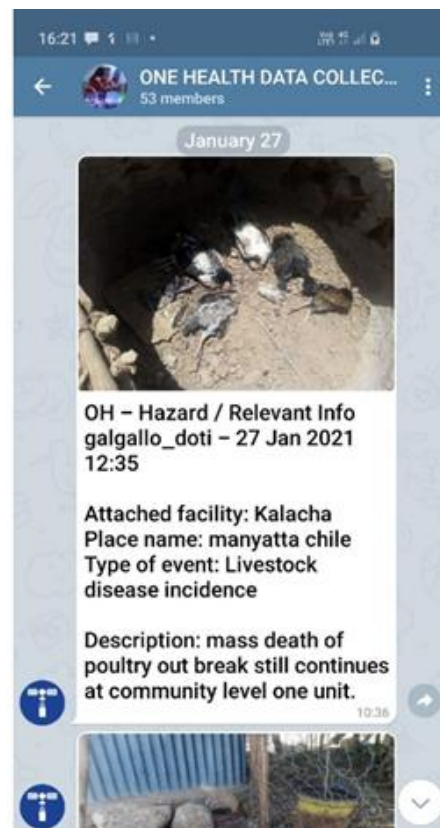 16:21
ONE HEALTH DATA COLLEC...
53 members
January 27
OH – Hazard / Relevant Info
galgallo_doti – 27 Jan 2021
12:35
Attached facility: Kalacha
Place name: manyatta chile
Type of event: Livestock
disease incidence
Description: mass death of
poultry out break still continues
at community level one unit.
10:36